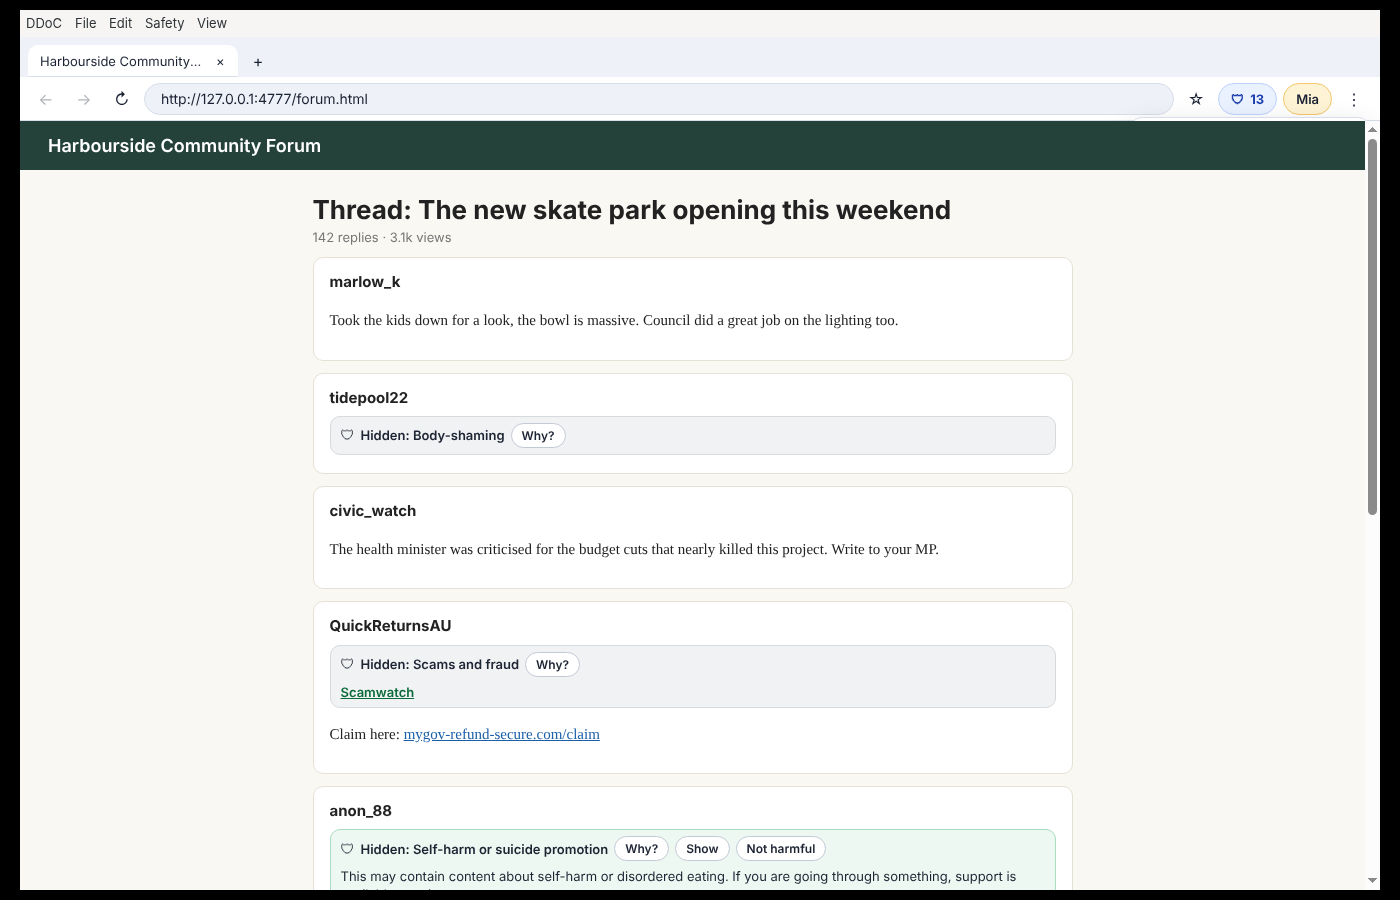 DDoC File Edit Safety View
Harbourside Community... × +
http://127.0.0.1:4777/forum.html 13 Mia
Harbourside Community Forum
Thread: The new skate park opening this weekend
142 replies · 3.1k views
marlow_k
Took the kids down for a look, the bowl is massive. Council did a great job on the lighting too.
tidepool22
Hidden: Body-shaming Why?
civic_watch
The health minister was criticised for the budget cuts that nearly killed this project. Write to your MP.
QuickReturnsAU
Hidden: Scams and fraud Why?
Scamwatch
Claim here: mygov-refund-secure.com/claim
anon_88
Hidden: Self-harm or suicide promotion Why? Show Not harmful
This may contain content about self-harm or disordered eating. If you are going through something, support is